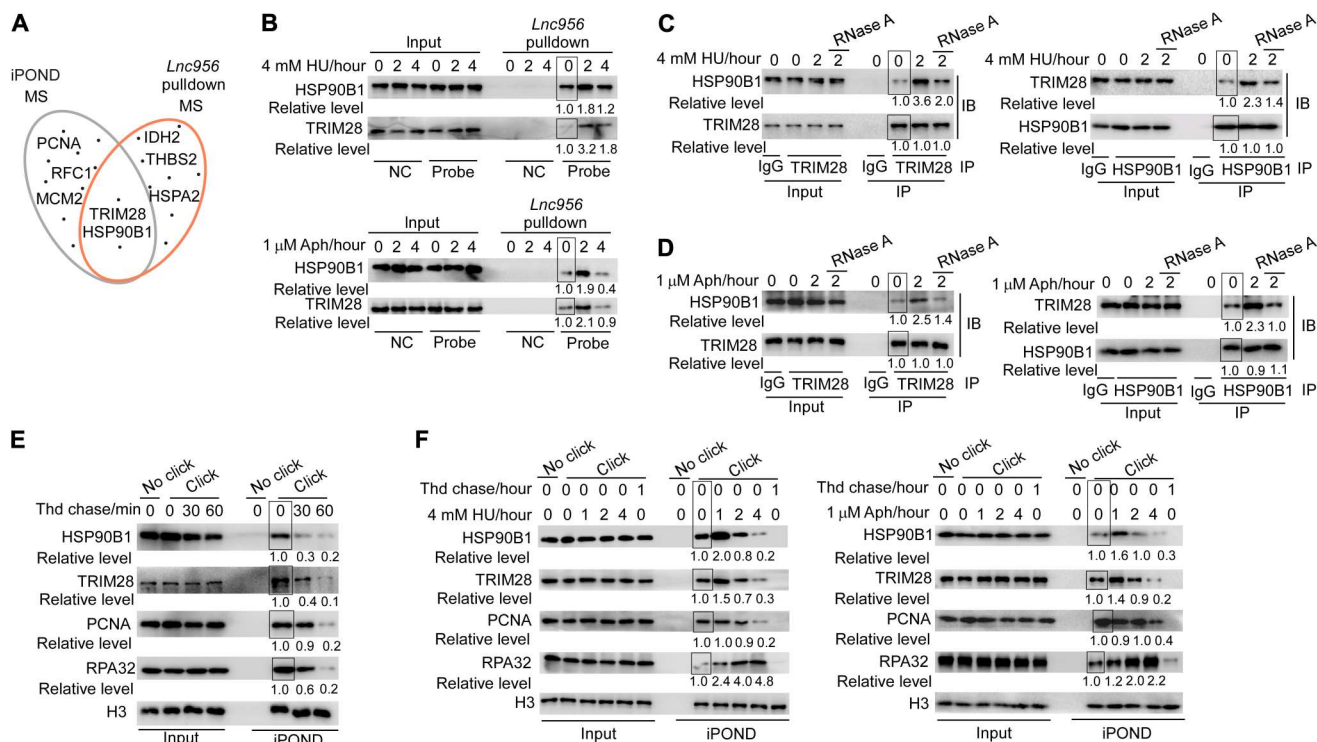 A
iPOND
MS
Lnc956
pulldown
MS
PCNA
RFC1
MCM2
IDH2
THBS2
HSPA2
TRIM28
HSP90B1
B
Input
Lnc956
pulldown
4 mM HU/hour 0 2 4 0 2 4 0 2 4 0 2 4
HSP90B1
Relative level 1.0 1.8 1.2
TRIM28
Relative level 1.0 3.2 1.8
NC Probe NC Probe
Input
Lnc956
pulldown
1 μM Aph/hour 0 2 4 0 2 4 0 2 4 0 2 4
HSP90B1
Relative level 1.0 1.9 0.4
TRIM28
Relative level 1.0 2.1 0.9
NC Probe NC Probe
C
RNase A RNase A
4 mM HU/hour 0 0 2 2 0 0 2 2
HSP90B1
Relative level 1.0 3.6 2.0
TRIM28
Relative level 1.0 1.0 1.0
IB
IgG TRIM28 IgG TRIM28 IP
Input IP
RNase A RNase A
4 mM HU/hour 0 0 2 2 0 0 2 2
TRIM28
Relative level 1.0 2.3 1.4
HSP90B1
Relative level 1.0 1.0 1.0
IB
IgG HSP90B1 IgG HSP90B1 IP
Input IP
D
RNase A RNase A
1 μM Aph/hour 0 0 2 2 0 0 2 2
HSP90B1
Relative level 1.0 2.5 1.4
TRIM28
Relative level 1.0 1.0 1.0
IB
IgG TRIM28 IgG TRIM28 IP
Input IP
RNase A RNase A
1 μM Aph/hour 0 0 2 2 0 0 2 2
TRIM28
Relative level 1.0 2.3 1.0
HSP90B1
Relative level 1.0 0.9 1.1
IB
IgG HSP90B1 IgG HSP90B1 IP
Input IP
E
No click Click No click Click
Thd chase/min 0 0 30 60 0 0 30 60
HSP90B1
Relative level 1.0 0.3 0.2
TRIM28
Relative level 1.0 0.4 0.1
PCNA
Relative level 1.0 0.9 0.2
RPA32
Relative level 1.0 0.6 0.2
H3
Input iPOND
F
No click Click No click Click
Thd chase/hour 0 0 0 0 0 1 0 0 0 0 0 1
4 mM HU/hour 0 0 1 2 4 0 0 0 1 2 4 0
HSP90B1
Relative level 1.0 2.0 0.8 0.2
TRIM28
Relative level 1.0 1.5 0.7 0.3
PCNA
Relative level 1.0 1.0 0.9 0.2
RPA32
Relative level 1.0 2.4 4.0 4.8
H3
Input iPOND
No click Click No click Click
Thd chase/hour 0 0 0 0 0 1 0 0 0 0 0 1
1 μM Aph/hour 0 0 1 2 4 0 0 0 1 2 4 0
HSP90B1
Relative level 1.0 1.6 1.0 0.3
TRIM28
Relative level 1.0 1.4 0.9 0.2
PCNA
Relative level 1.0 0.9 1.0 0.4
RPA32
Relative level 1.0 1.2 2.0 2.2
H3
Input iPOND